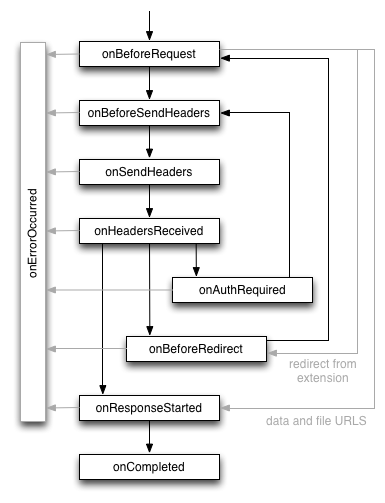 onBeforeRequest
onBeforeSendHeaders
onSendHeaders
onHeadersReceived
onErrorOccurred
onAuthRequired
onBeforeRedirect
redirect from
extension
onResponseStarted
data and file URLS
onCompleted